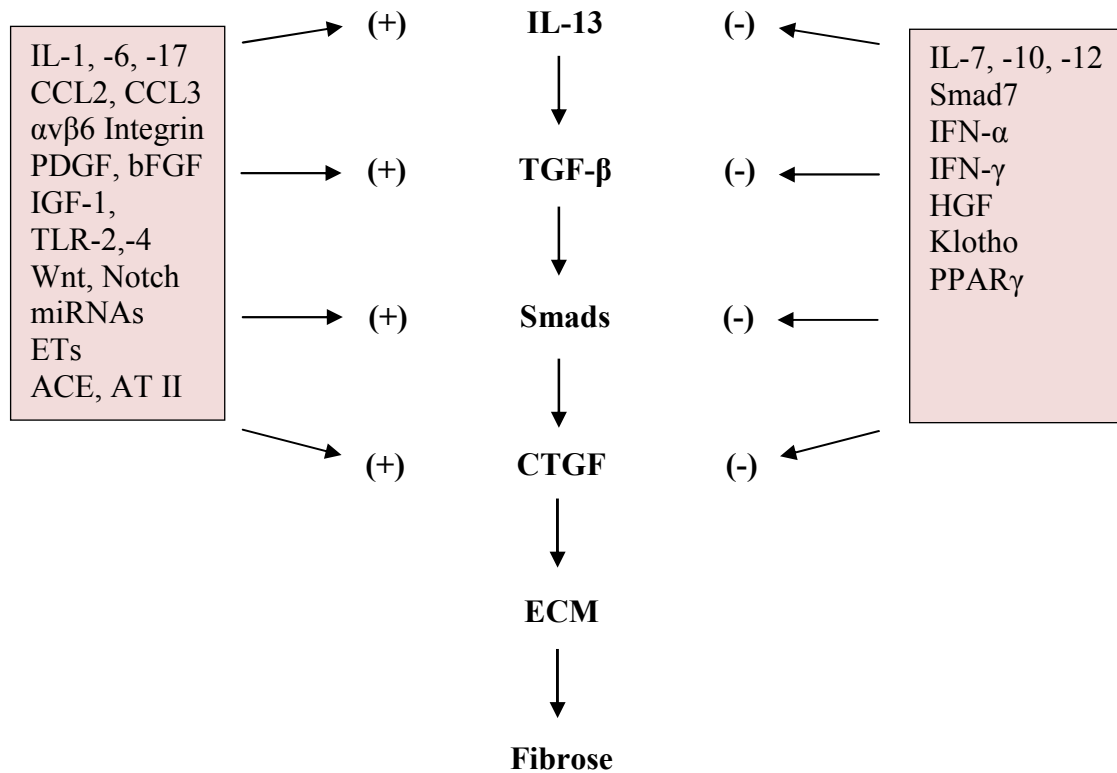 IL-1, -6, -17
CCL2, CCL3
αvβ6 Integrin
PDGF, bFGF
IGF-1,
TLR-2,-4
Wnt, Notch
miRNAs
ETs
ACE, AT II
(+) IL-13 (-)
(+) TGF-β (-)
(+) Smads (-)
(+) CTGF (-)
ECM
Fibrose
IL-7, -10, -12
Smad7
IFN-α
IFN-γ
HGF
Klotho
PPARγ